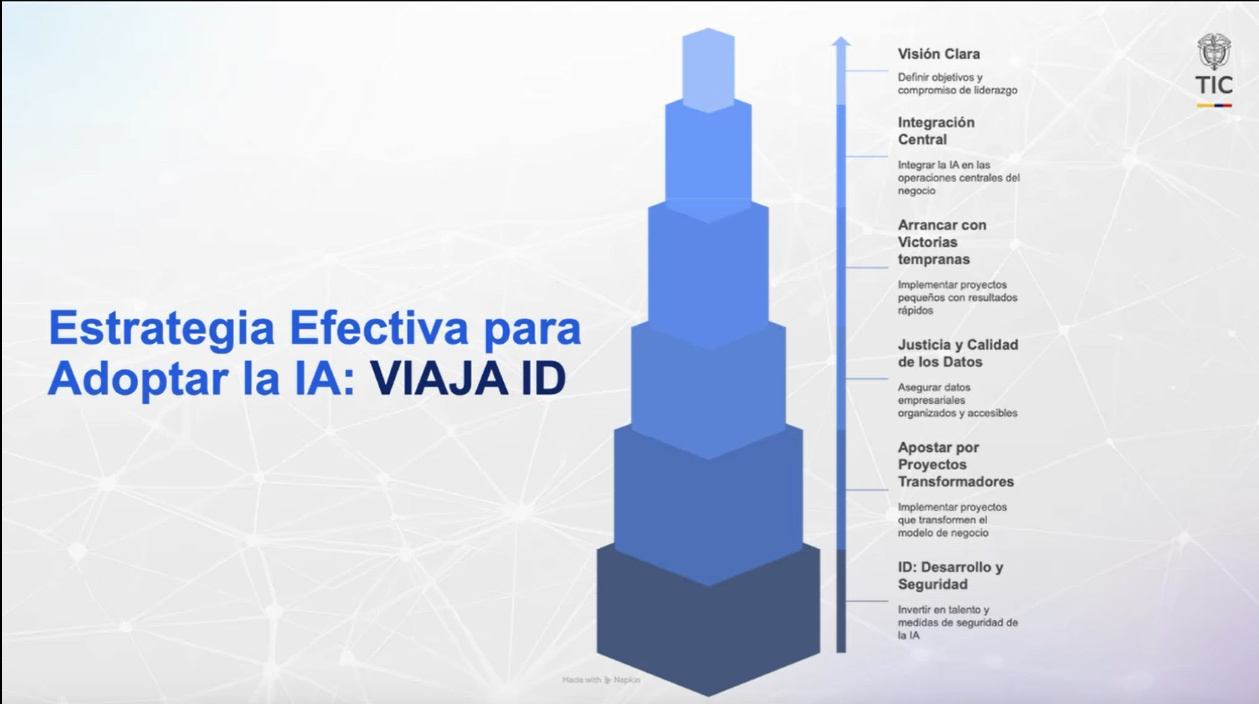 Estrategia Efectiva para
Adoptar la IA: VIAJA ID
Visión Clara
Definir objetivos y
compromiso de liderazgo
Integración
Central
Integrar la IA en las
operaciones centrales del
negocio
Arrancar con
Victorias
tempranas
Implementar proyectos
pequeños con resultados
rápidos
Justicia y Calidad
de los Datos
Asegurar datos
empresariales
organizados y accesibles
Apostar por
Proyectos
Transformadores
Implementar proyectos
que transformen el
modelo de negocio
ID: Desarrollo y
Seguridad
Invertir en talento y
medidas de seguridad de
la IA
TIC
Made with Napkin